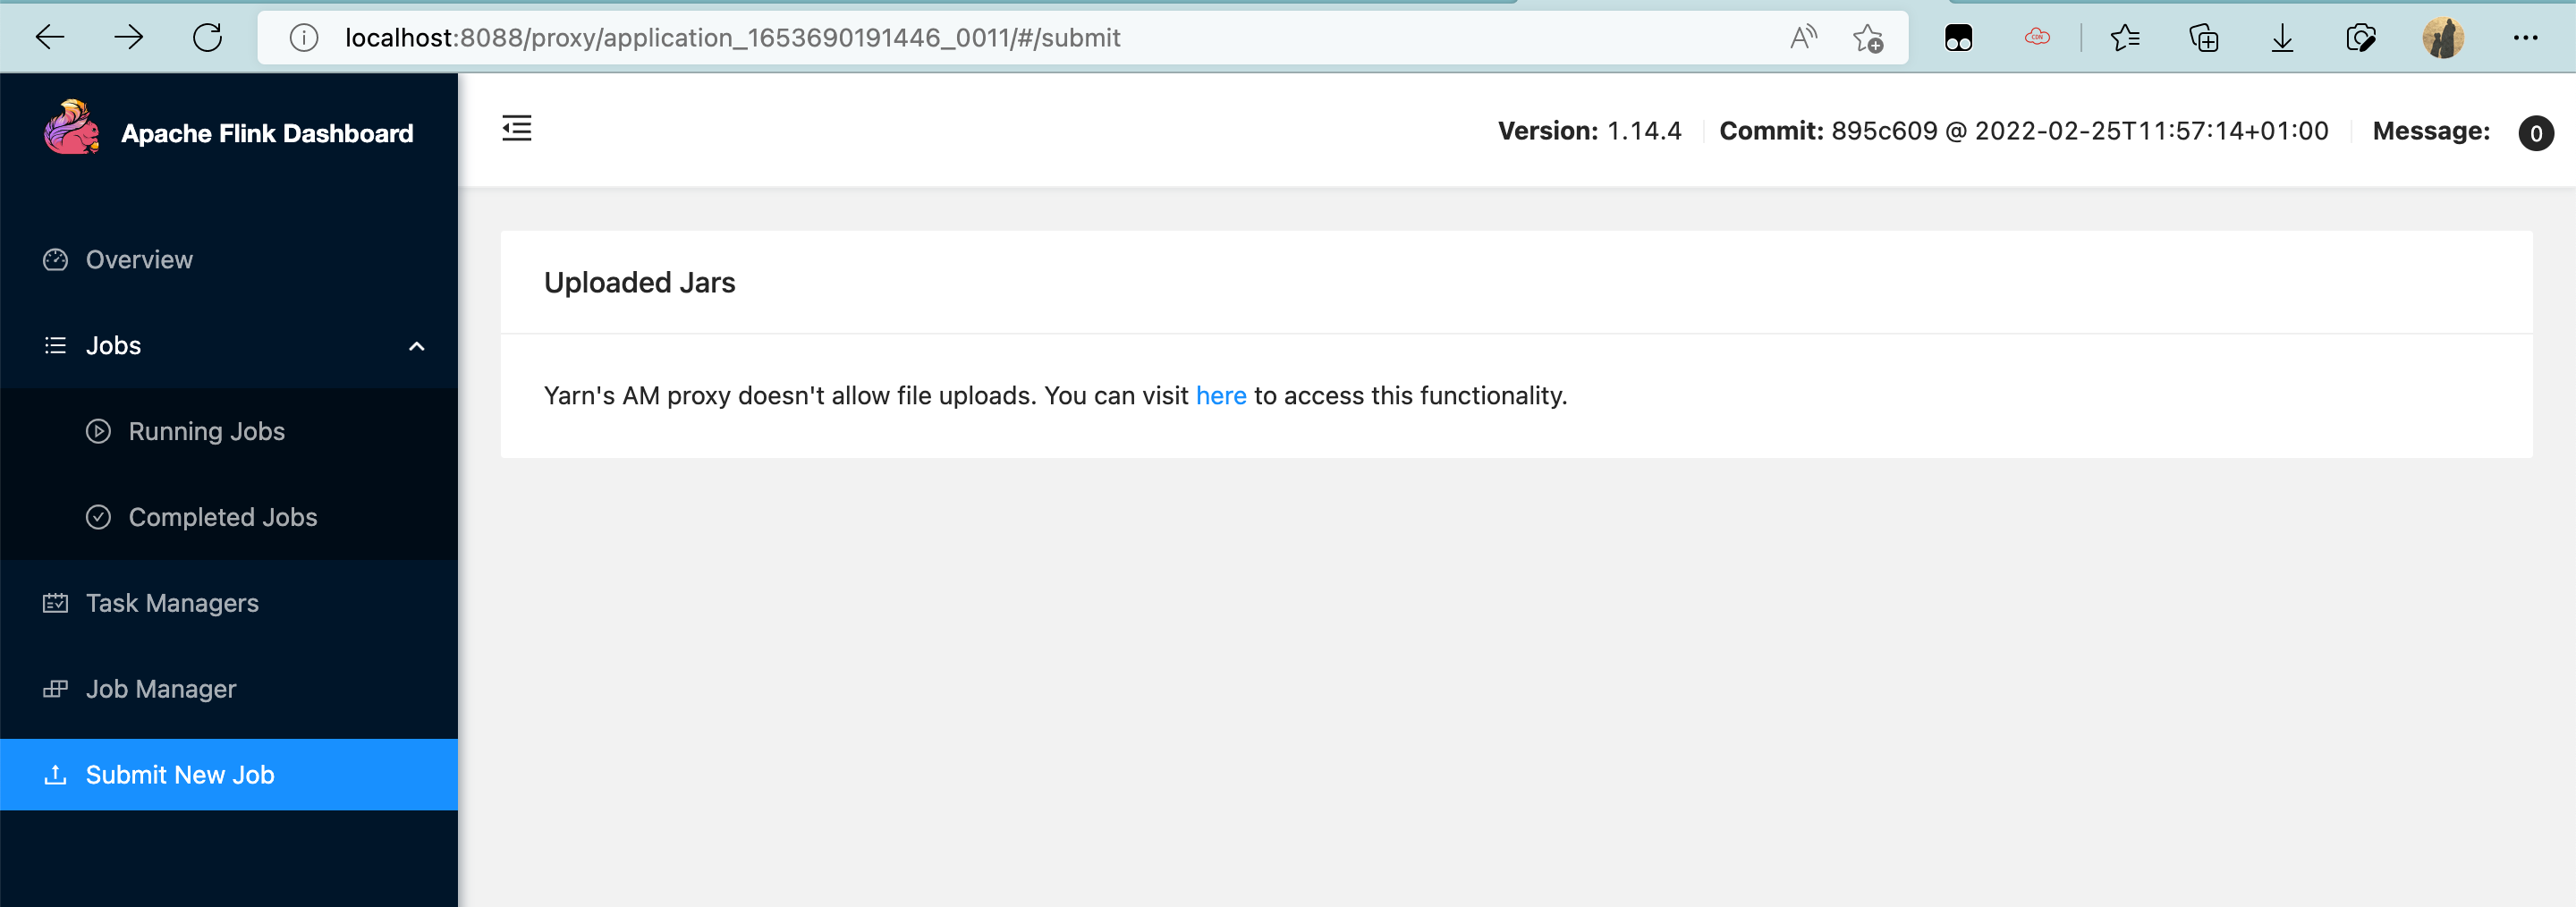 localhost:8088/proxy/application_1653690191446_0011/#/submit
CDN
Apache Flink Dashboard
Version: 1.14.4 Commit: 895c609 @ 2022-02-25T11:57:14+01:00 Message: 0
Overview
Jobs
Running Jobs
Completed Jobs
Task Managers
Job Manager
Submit New Job
Uploaded Jars
Yarn's AM proxy doesn't allow file uploads. You can visit here to access this functionality.